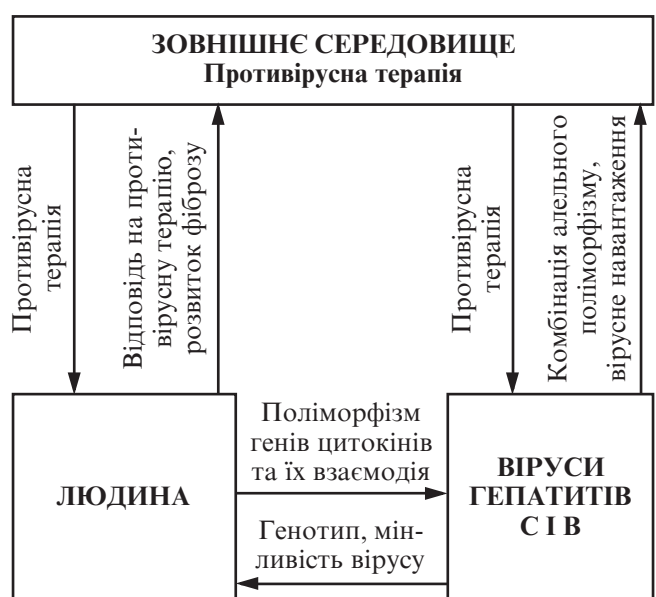 ЗОВНІШНЄ СЕРЕДОВИЩЕ
Противірусна терапія
Противірусна
терапія
Відповідь на проти-
вірусну терапію,
розвиток фіброзу
Противірусна
терапія
Комбінація алельного
поліморфізму,
вірусне навантаження
ЛЮДИНА
Поліморфізм
генів цитокінів
та їх взаємодія
Генотип, мін-
ливість вірусу
ВІРУСИ
ГЕПАТИТІВ
С І В